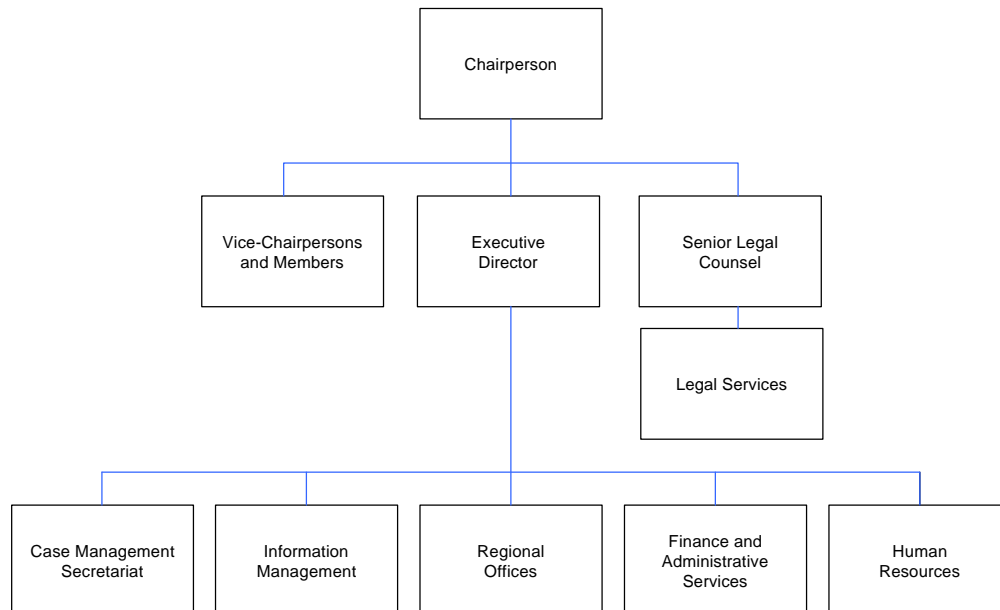 Chairperson
Vice-Chairpersons
and Members
Executive
Director
Senior Legal
Counsel
Legal Services
Case Management
Secretariat
Information
Management
Regional
Offices
Finance and
Administrative
Services
Human
Resources